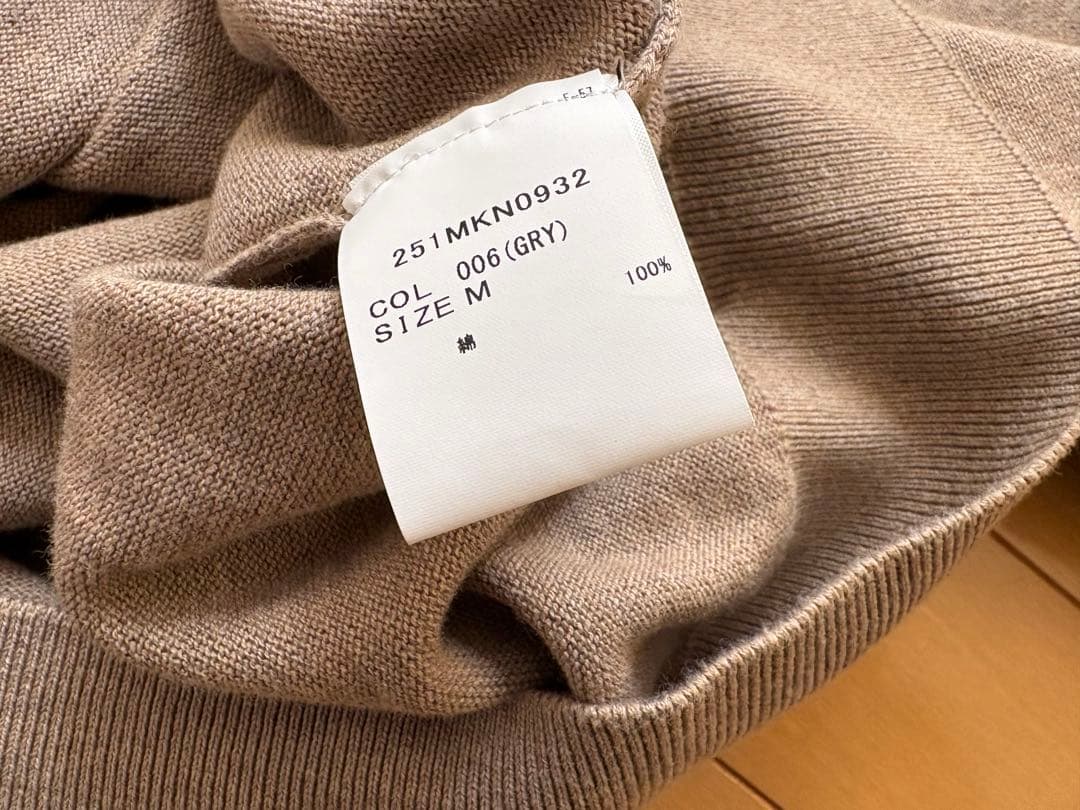 251MKN0932
COL 006(GRY)
SIZE M
綿 100%